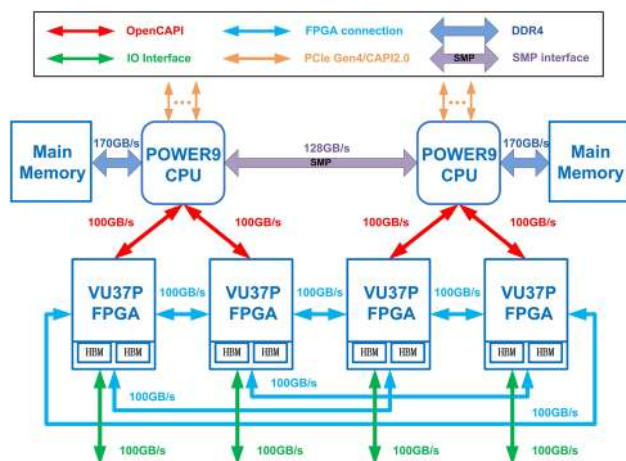 OpenCAPI
FPGA connection
DDR4
IO Interface
PCIe Gen4/CAPI2.0
SMP
SMP interface
Main
Memory
170GB/s
POWER9
CPU
128GB/s
SMP
POWER9
CPU
170GB/s
Main
Memory
100GB/s
100GB/s
100GB/s
100GB/s
VU37P
FPGA
HBM
HBM
100GB/s
VU37P
FPGA
HBM
HBM
100GB/s
VU37P
FPGA
HBM
HBM
100GB/s
VU37P
FPGA
HBM
HBM
100GB/s
100GB/s
100GB/s
100GB/s
100GB/s
100GB/s
100GB/s